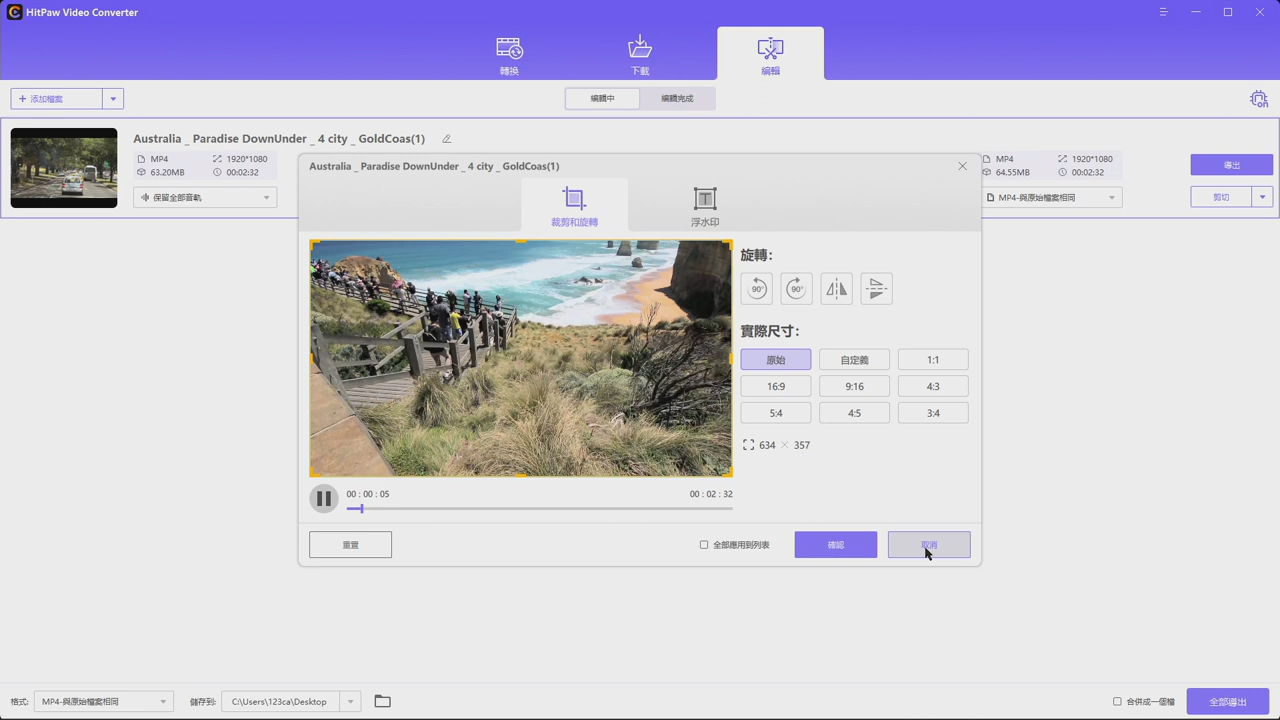 HitPaw Video Converter
轉換
下載
編輯
+ 添加檔案
編輯中
編輯完成
Australia _ Paradise DownUnder _ 4 city _ GoldCoas(1)
MP4
1920*1080
63.20MB
00:02:32
保留全部音軌
MP4
1920*1080
64.55MB
00:02:32
MP4-與原始檔案相同
導出
剪切
Australia _ Paradise DownUnder _ 4 city _ GoldCoas(1)
裁剪和旋轉
浮水印
旋轉:
90°
90°
實際尺寸:
原始
自定義
1:1
16:9
9:16
4:3
5:4
4:5
3:4
634 × 357
00 : 00 : 05
00 : 02 : 32
重置
全部應用到列表
確認
取消
格式:
MP4-與原始檔案相同
儲存到:
C:\Users\123ca\Desktop
合併成一個檔
全部導出